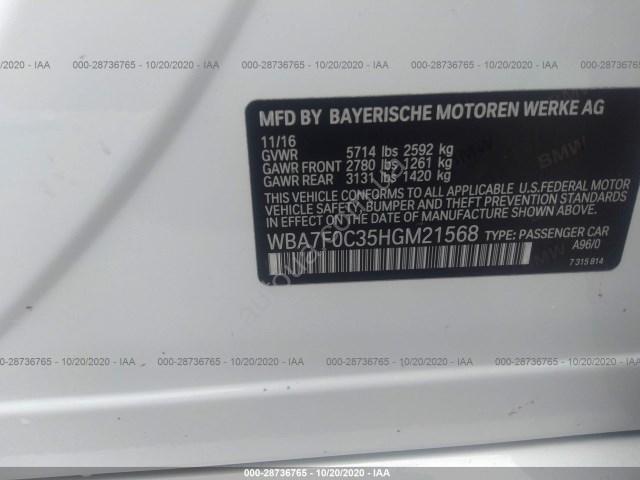 000-28736765 - 10/20/2020 - IAA
MFD BY BAYERISCHE MOTOREN WERKE AG
11/16
GVWR 5714 lbs 2592 kg
GAWR FRONT 2780 lbs 1261 kg
GAWR REAR 3131 lbs 1420 kg
THIS VEHICLE CONFORMS TO ALL APPLICABLE U.S.FEDERAL MOTOR
VEHICLE SAFETY BUMPER AND THEFT PREVENTION STANDARDS
IN EFFECT ON THE DATE OF MANUFACTURE SHOWN ABOVE.
WBA7F0C35HGM21568 TYPE: PASSENGER CAR
A96/0
7 315 814
BMW
BMW
000-28736765 - 10/20/2020 - IAA
000-28736765 - 10/20/2020 - IAA